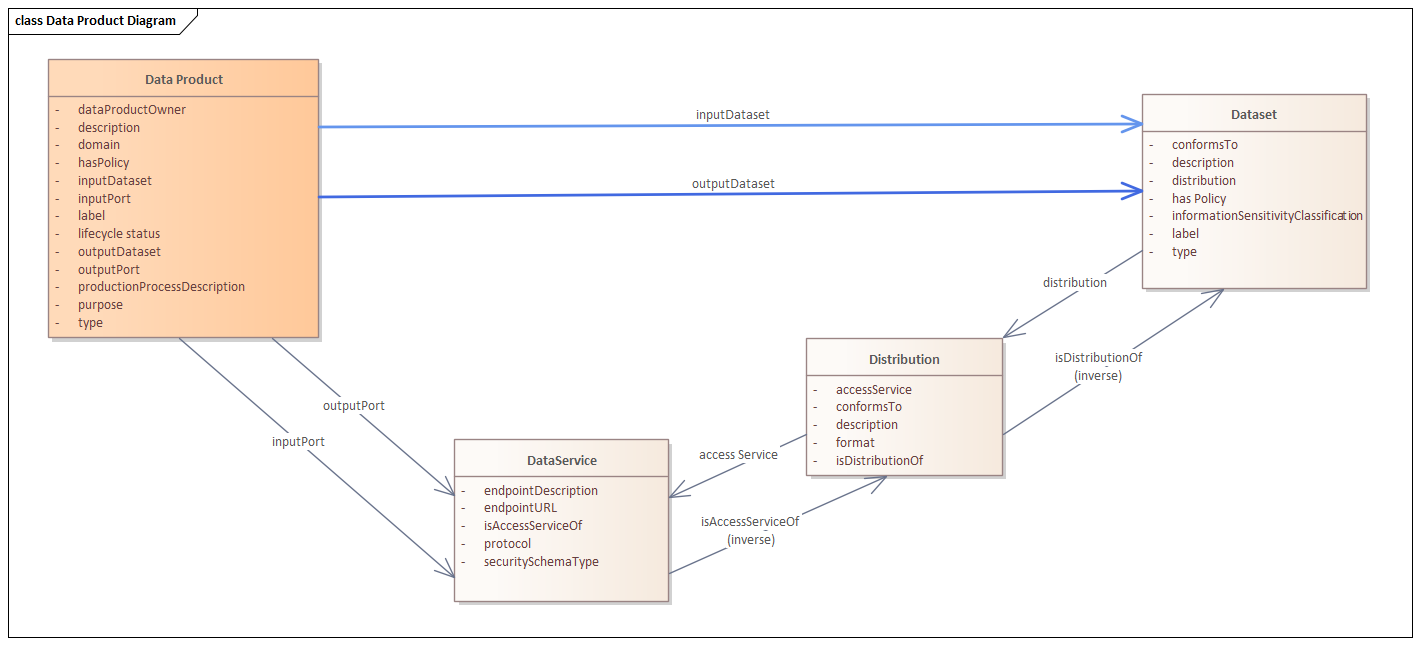 class Data Product Diagram
Data Product
- dataProductOwner
- description
- domain
- hasPolicy
- inputDataset
- inputPort
- label
- lifecycle status
- outputDataset
- outputPort
- productionProcessDescription
- purpose
- type
inputDataset
outputDataset
Dataset
- conformsTo
- description
- distribution
- has Policy
- informationSensitivityClassification
- label
- type
distribution
isDistributionOf
(inverse)
Distribution
- accessService
- conformsTo
- description
- format
- isDistributionOf
outputPort
inputPort
access Service
isAccessServiceOf
(inverse)
DataService
- endpointDescription
- endpointURL
- isAccessServiceOf
- protocol
- securitySchemaType